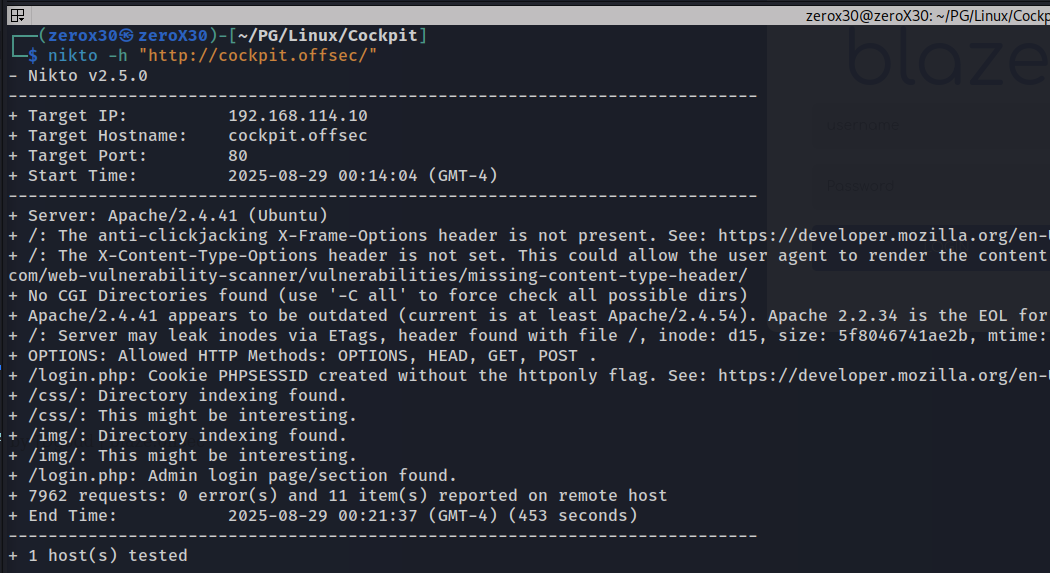 zerox30@zeroX30: ~/PG/Linux/Cockp
┌──(zerox30㉿zeroX30)-[~/PG/Linux/Cockpit]
└─$ nikto -h "http://cockpit.offsec/"
- Nikto v2.5.0
---------------------------------------------------------------------------
+ Target IP:          192.168.114.10
+ Target Hostname:    cockpit.offsec
+ Target Port:        80
+ Start Time:         2025-08-29 00:14:04 (GMT-4)
---------------------------------------------------------------------------
+ Server: Apache/2.4.41 (Ubuntu)
+ /: The anti-clickjacking X-Frame-Options header is not present. See: https://developer.mozilla.org/en-
+ /: The X-Content-Type-Options header is not set. This could allow the user agent to render the content
com/web-vulnerability-scanner/vulnerabilities/missing-content-type-header/
+ No CGI Directories found (use '-C all' to force check all possible dirs)
+ Apache/2.4.41 appears to be outdated (current is at least Apache/2.4.54). Apache 2.2.34 is the EOL for
+ /: Server may leak inodes via ETags, header found with file /, inode: d15, size: 5f8046741ae2b, mtime:
+ OPTIONS: Allowed HTTP Methods: OPTIONS, HEAD, GET, POST .
+ /login.php: Cookie PHPSESSID created without the httponly flag. See: https://developer.mozilla.org/en-
+ /css/: Directory indexing found.
+ /css/: This might be interesting.
+ /img/: Directory indexing found.
+ /img/: This might be interesting.
+ /login.php: Admin login page/section found.
+ 7962 requests: 0 error(s) and 11 item(s) reported on remote host
+ End Time:           2025-08-29 00:21:37 (GMT-4) (453 seconds)
---------------------------------------------------------------------------
+ 1 host(s) tested
blaze
username
Password